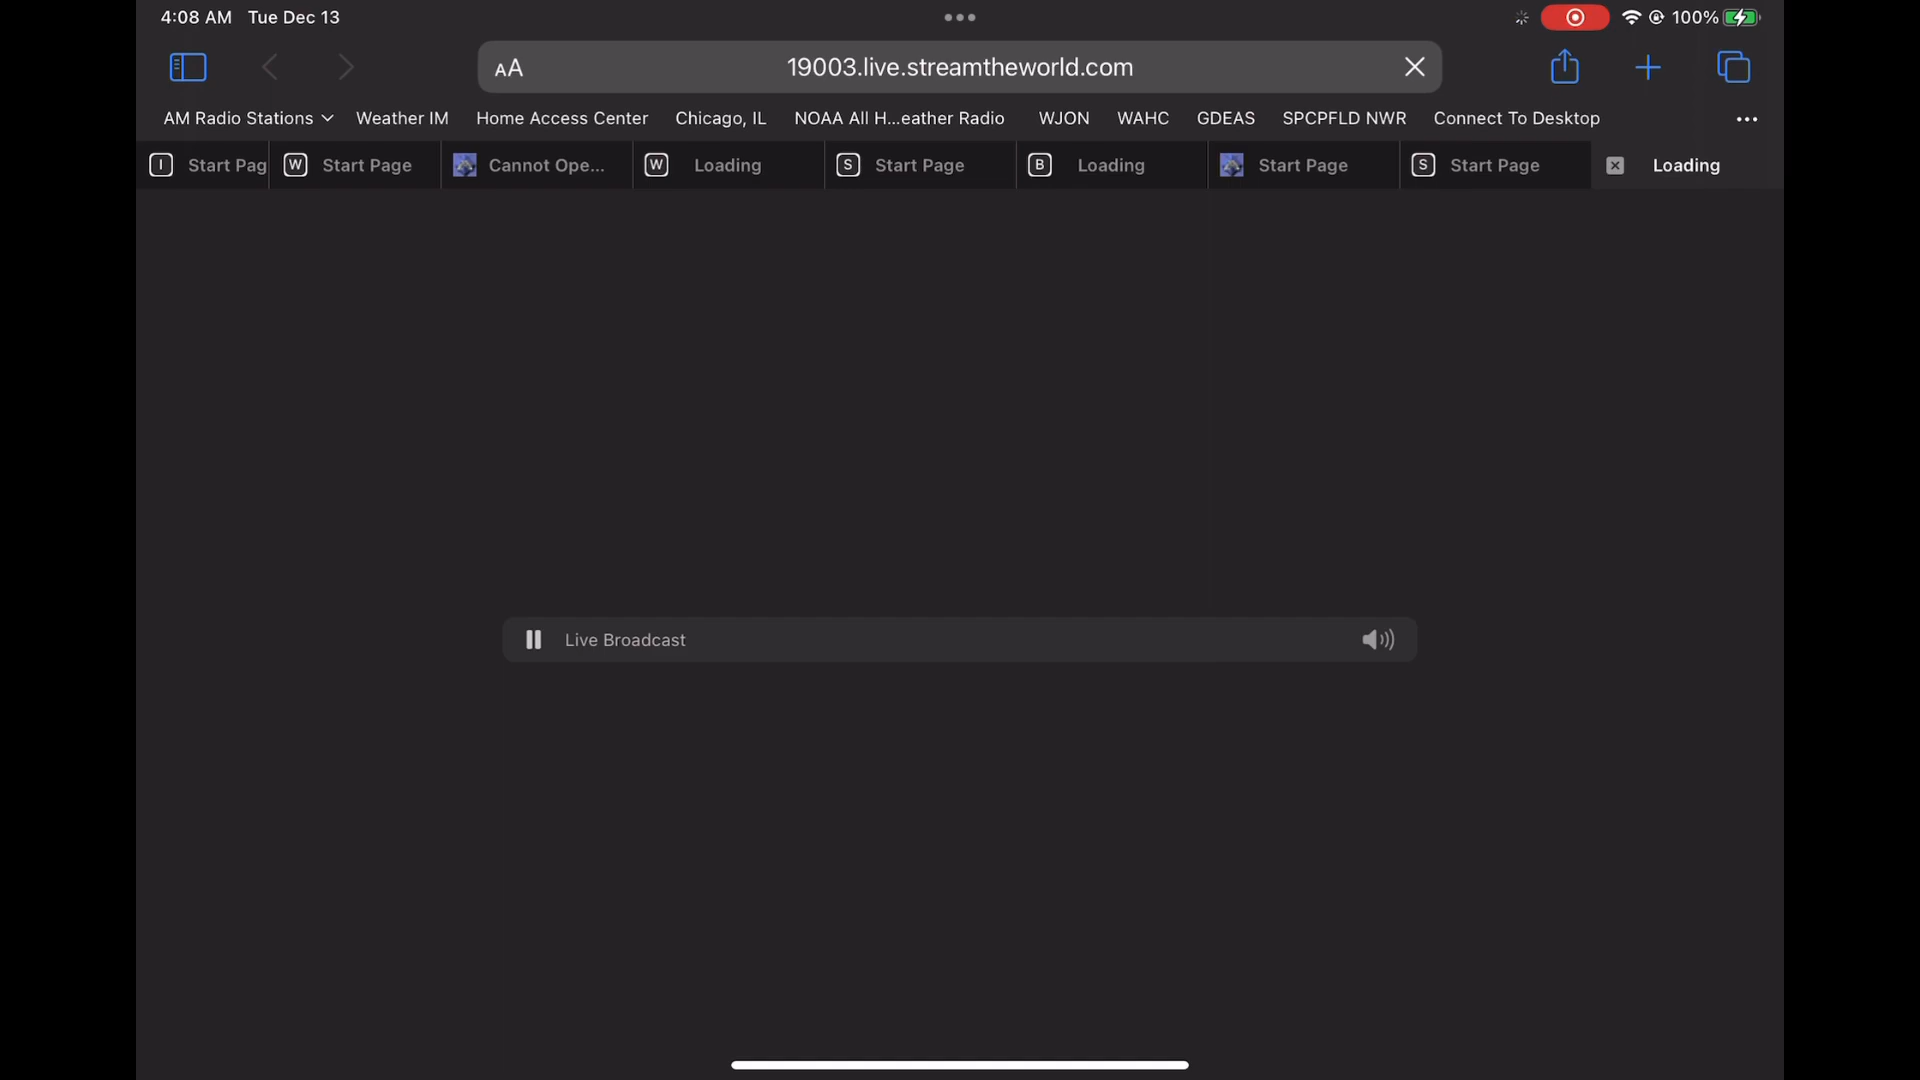 4:08 AM Tue Dec 13
100%
AA 19003.live.streamtheworld.com
AM Radio Stations Weather IM Home Access Center Chicago, IL NOAA All H...eather Radio WJON WAHC GDEAS SPCPFLD NWR Connect To Desktop
I Start Pag W Start Page Cannot Ope... W Loading S Start Page B Loading Start Page S Start Page Loading
Live Broadcast